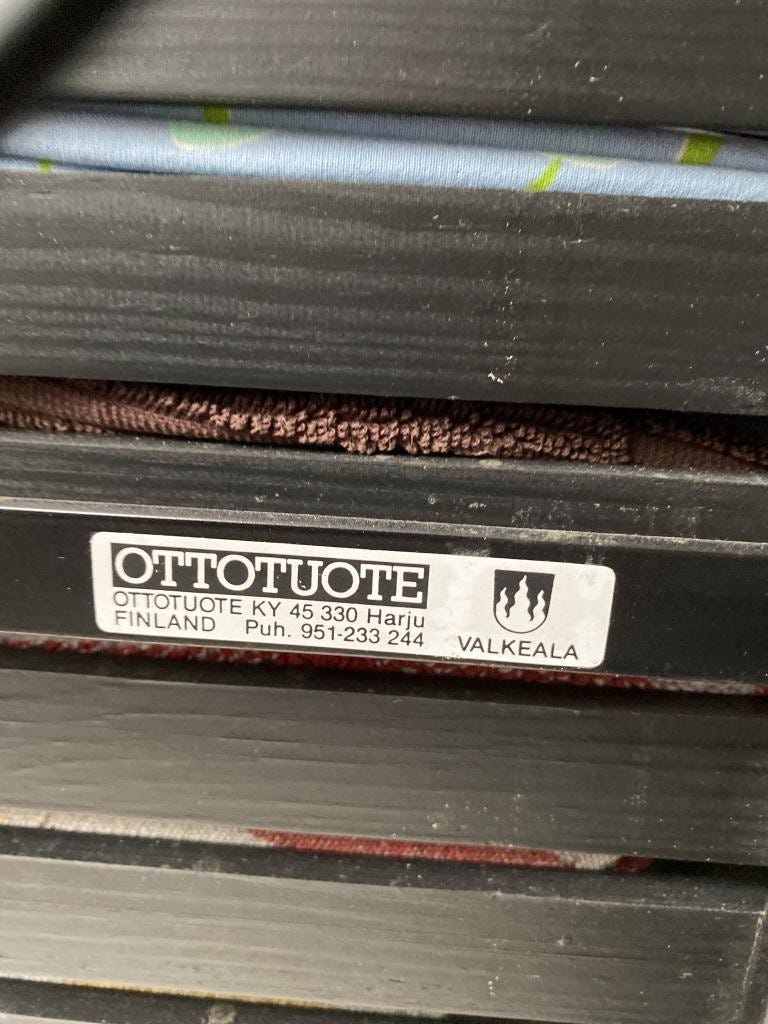 OTTOTUOTE
OTTOTUOTE KY 45 330 Harju
FINLAND Puh. 951-233 244
VALKEALA